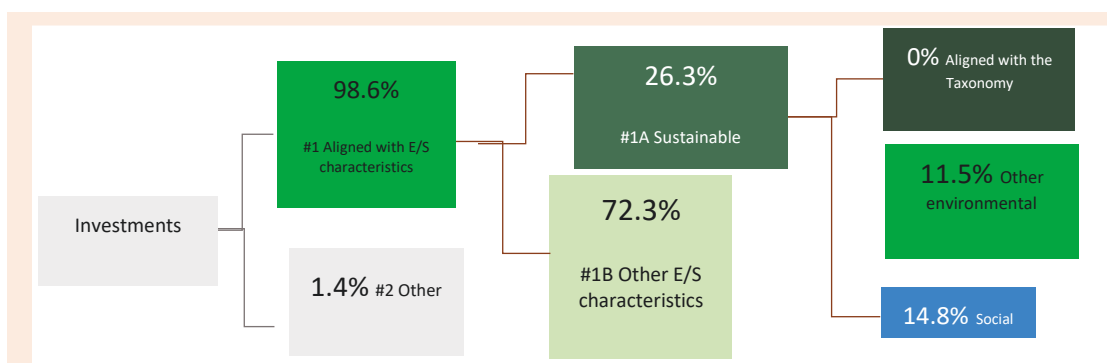 Investments
98.6%
#1 Aligned with E/S
characteristics
1.4% #2 Other
26.3%
#1A Sustainable
72.3%
#1B Other E/S
characteristics
0% Aligned with the
Taxonomy
11.5% Other
environmental
14.8% Social